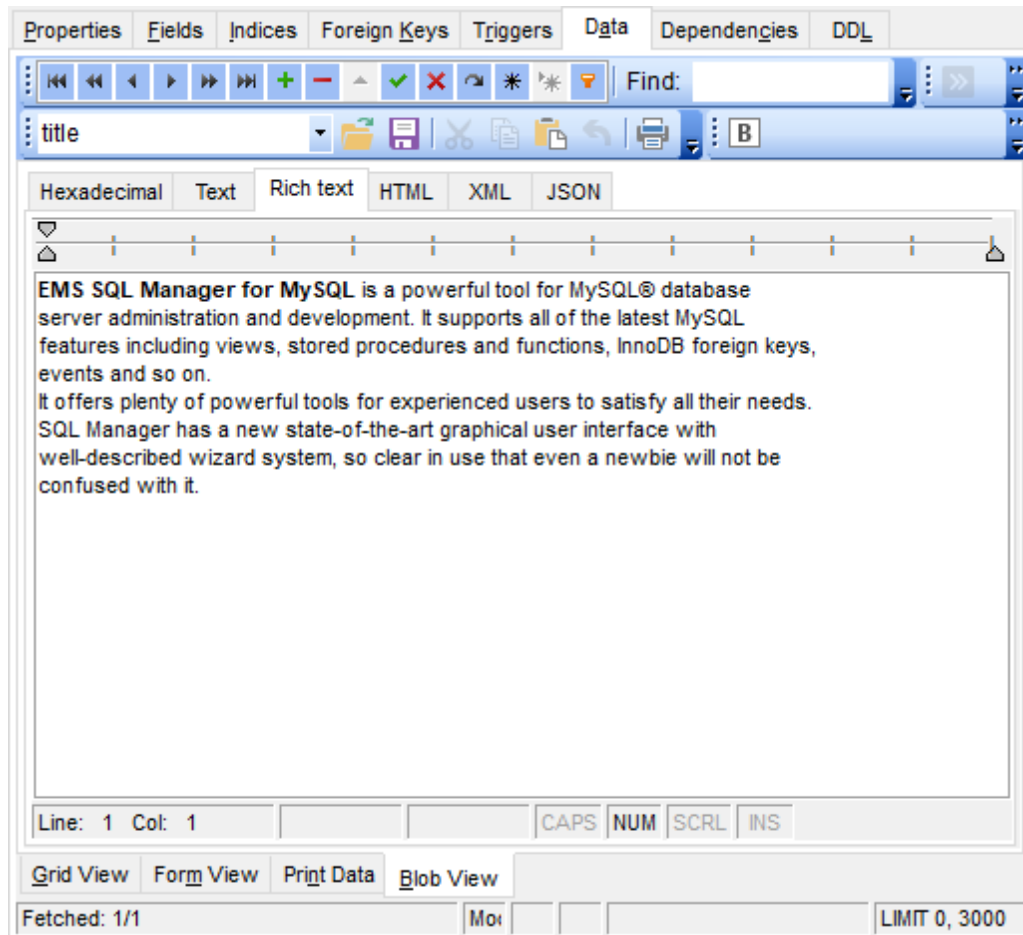 Properties Fields Indices Foreign Keys Triggers Data Dependencies DDL
Find:
title B
Hexadecimal Text Rich text HTML XML JSON
EMS SQL Manager for MySQL is a powerful tool for MySQL® database
server administration and development. It supports all of the latest MySQL
features including views, stored procedures and functions, InnoDB foreign keys,
events and so on.
It offers plenty of powerful tools for experienced users to satisfy all their needs.
SQL Manager has a new state-of-the-art graphical user interface with
well-described wizard system, so clear in use that even a newbie will not be
confused with it.
Line: 1 Col: 1 CAPS NUM SCRL INS
Grid View Form View Print Data Blob View
Fetched: 1/1 LIMIT 0, 3000